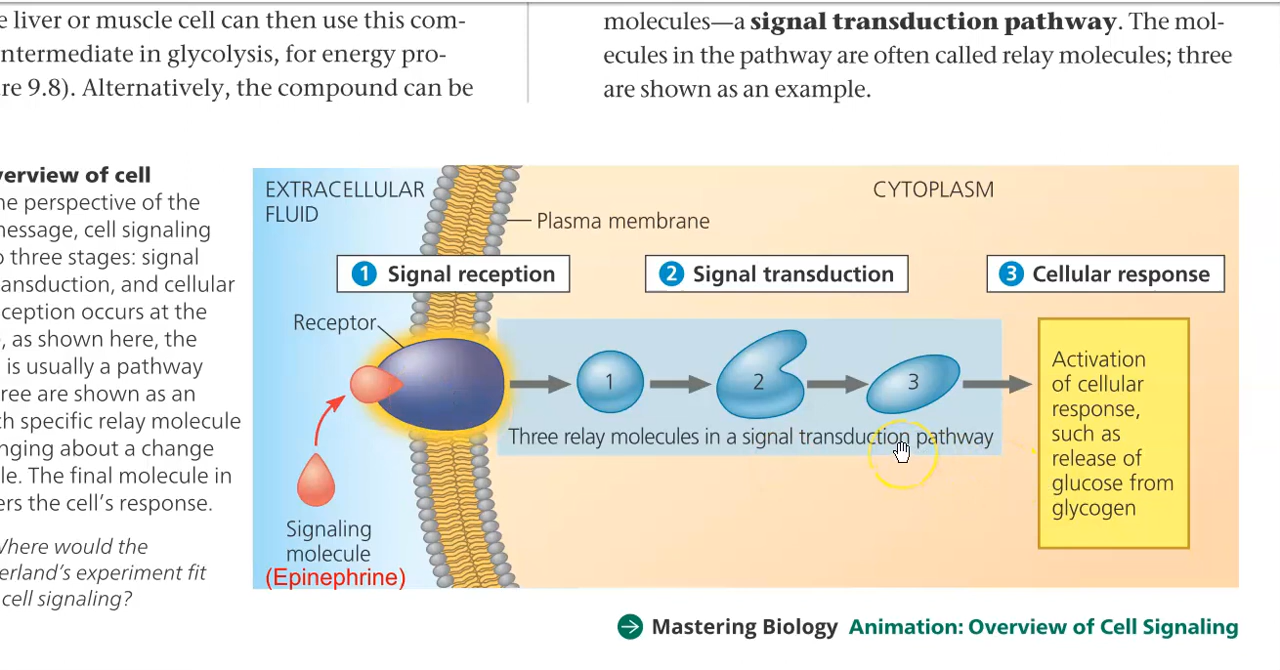 e liver or muscle cell can then use this com-
ntermediate in glycolysis, for energy pro-
re 9.8). Alternatively, the compound can be
molecules—a signal transduction pathway. The mol-
ecules in the pathway are often called relay molecules; three
are shown as an example.
verview of cell
he perspective of the
message, cell signaling
o three stages: signal
ansduction, and cellular
ception occurs at the
e, as shown here, the
is usually a pathway
hree are shown as an
ch specific relay molecule
nging about a change
le. The final molecule in
ers the cell's response.
Where would the
erland's experiment fit
cell signaling?
EXTRACELLULAR
FLUID
CYTOPLASM
Plasma membrane
1 Signal reception
2 Signal transduction
3 Cellular response
Receptor
1
2
3
Three relay molecules in a signal transduction pathway
Activation
of cellular
response,
such as
release of
glucose from
glycogen
Signaling
molecule
(Epinephrine)
Mastering Biology Animation: Overview of Cell Signaling